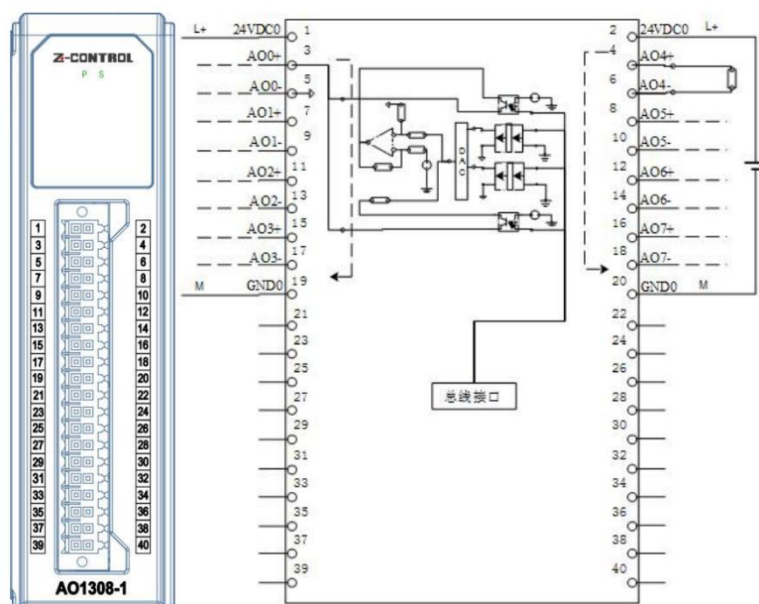 Z-CONTROL
P S
1 2
3 4
5 6
7 8
9 10
11 12
13 14
15 16
17 18
19 20
21 22
23 24
25 26
27 28
29 30
31 32
33 34
35 36
37 38
39 40
AO1308-1
L+ 24VDC0 1
AO0+ 3
AO0- 5
AO1+ 7
AO1- 9
AO2+ 11
AO2- 13
AO3+ 15
AO3- 17
M GND0 19
21
23
25
27
29
31
33
35
37
39
DAC
总线接口
2 24VDC0 L+
4 AO4+
6 AO4-
8 AO5+
10 AO5-
12 AO6+
14 AO6-
16 AO7+
18 AO7-
20 GND0 M
22
24
26
28
30
32
34
36
38
40